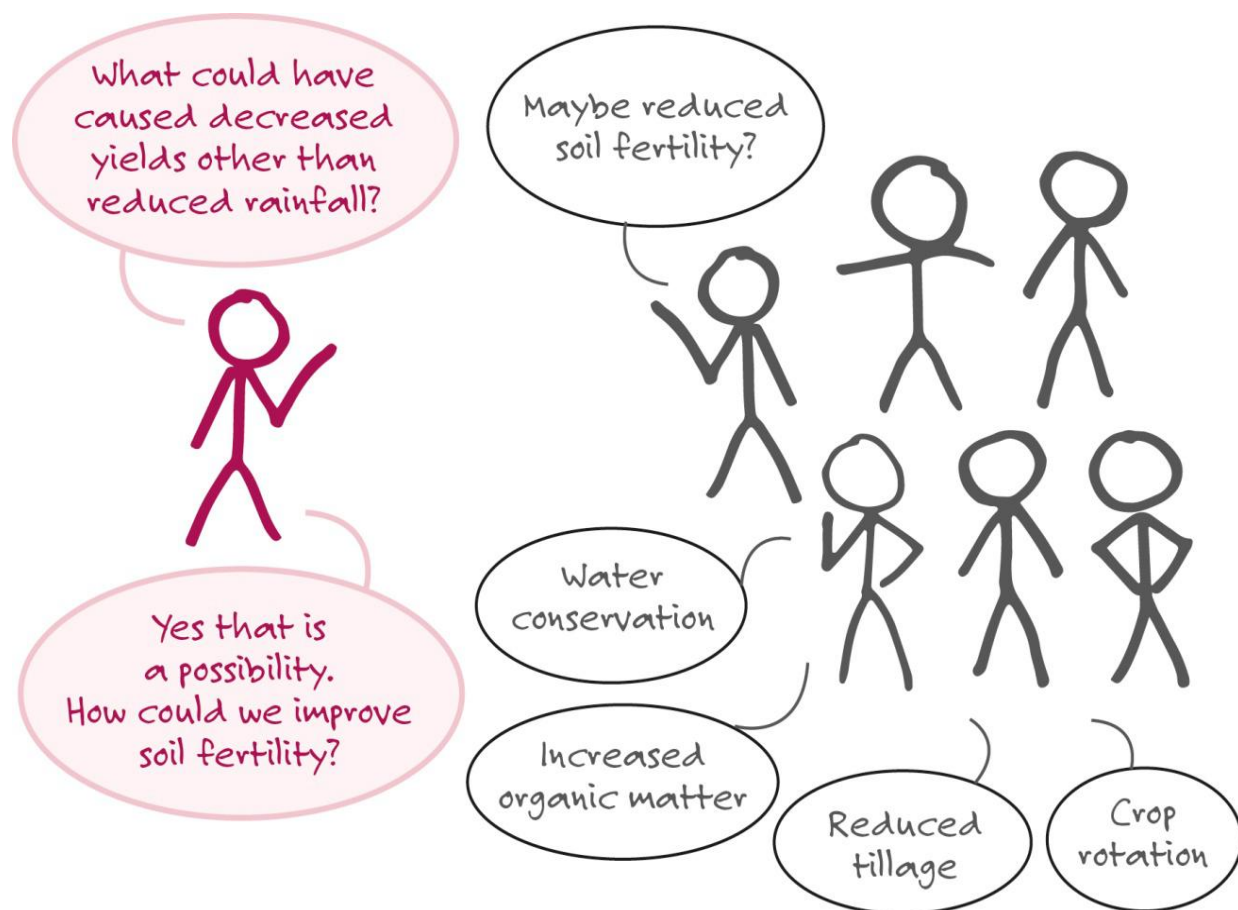 What could have
caused decreased
yields other than
reduced rainfall?
Maybe reduced
soil fertility?
Yes that is
a possibility.
How could we improve
soil fertility?
Water
conservation
Increased
organic matter
Reduced
tillage
Crop
rotation